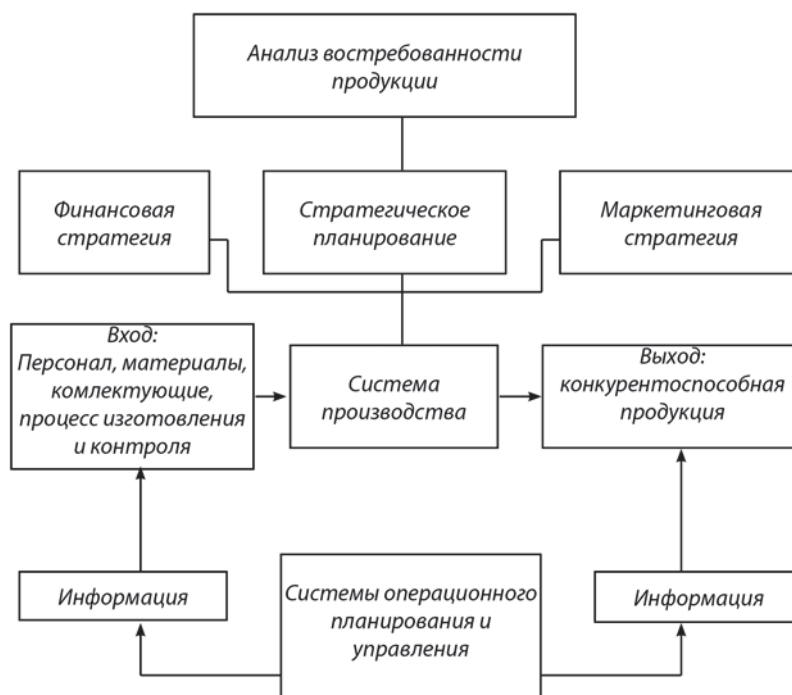 Анализ востребованности
продукции
Финансовая
стратегия
Стратегическое
планирование
Маркетинговая
стратегия
Вход:
Персонал, материалы,
комлектующие,
процесс изготовления
и контроля
Система
производства
Выход:
конкурентоспособная
продукция
Информация
Системы операционного
планирования и
управления
Информация